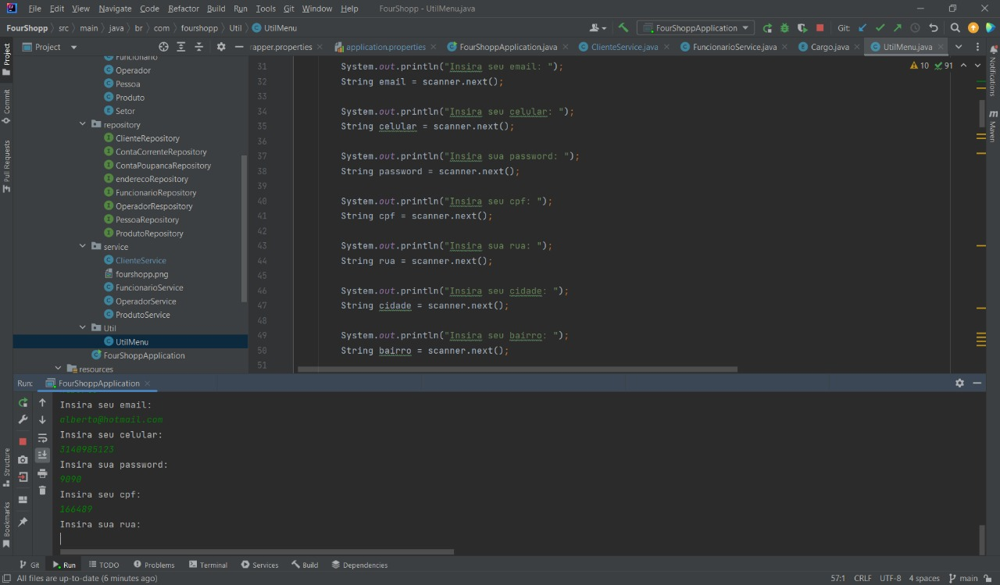 File Edit View Navigate Code Refactor Build Run Tools Git Window Help FourShopp - UtilMenu.java
FourShopp src main java br com fourshopp Util UtilMenu FourShoppApplication Git:
Project rapper.properties application.properties FourShoppApplication.java ClienteService.java FuncionarioService.java Cargo.java UtilMenu.java
Project
Commit
Pull Requests
Structure
Bookmarks
Notifications
Maven
Funcionario
Operador
Pessoa
Produto
Setor
repository
ClienteRepository
ContaCorrenteRepository
ContaPoupancaRepository
enderecoRepository
FuncionarioRepository
OperadorRespository
PessoaRepository
ProdutoRepository
service
ClienteService
fourshopp.png
FuncionarioService
OperadorService
ProdutoService
Util
UtilMenu
FourShoppApplication
resources
10 91
31 System.out.println("Insira seu email: ");
32 String email = scanner.next();
33
34 System.out.println("Insira seu celular: ");
35 String celular = scanner.next();
36
37 System.out.println("Insira sua password: ");
38 String password = scanner.next();
39
40 System.out.println("Insira seu cpf: ");
41 String cpf = scanner.next();
42
43 System.out.println("Insira sua rua: ");
44 String rua = scanner.next();
45
46 System.out.println("Insira seu cidade: ");
47 String cidade = scanner.next();
48
49 System.out.println("Insira seu bairro: ");
50 String bairro = scanner.next();
51
Run: FourShoppApplication
Insira seu email:
alberto@hotmail.com
Insira seu celular:
3140985123
Insira sua password:
9090
Insira seu cpf:
166489
Insira sua rua:
Git Run TODO Problems Terminal Services Build Dependencies
All files are up-to-date (6 minutes ago) 57:1 CRLF UTF-8 4 spaces main